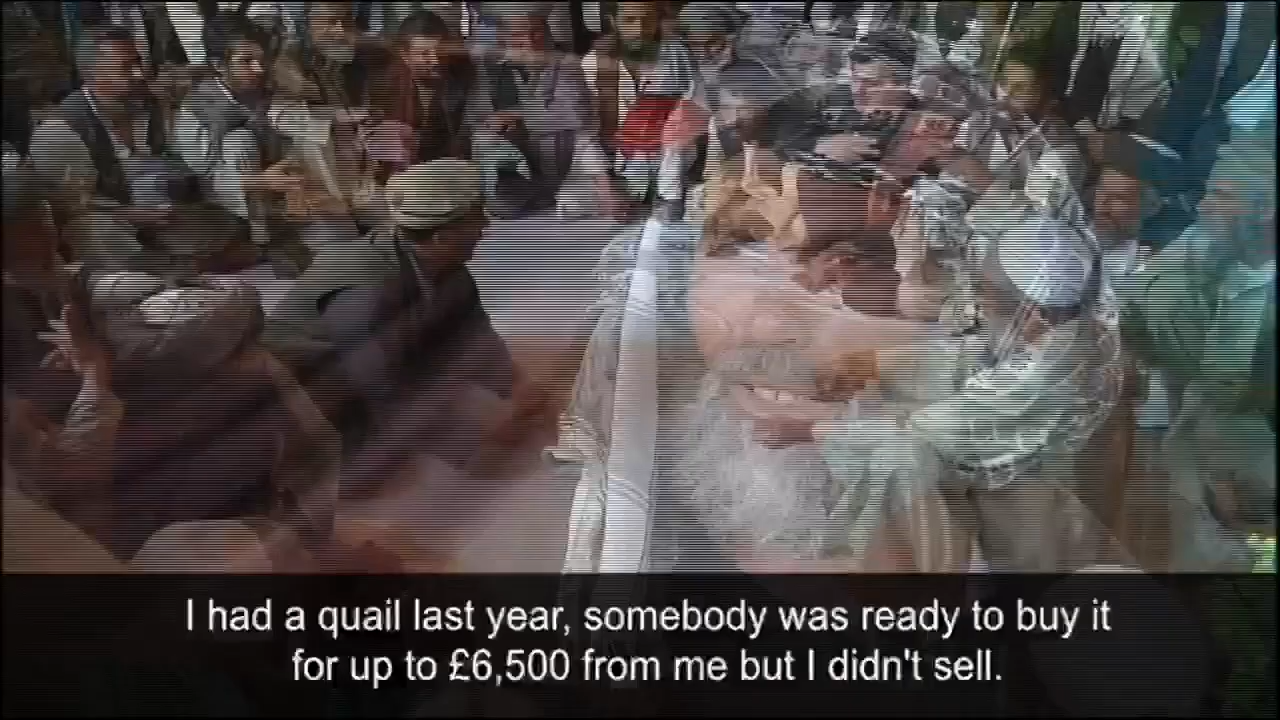 I had a quail last year, somebody was ready to buy it
for up to £6,500 from me but I didn't sell.